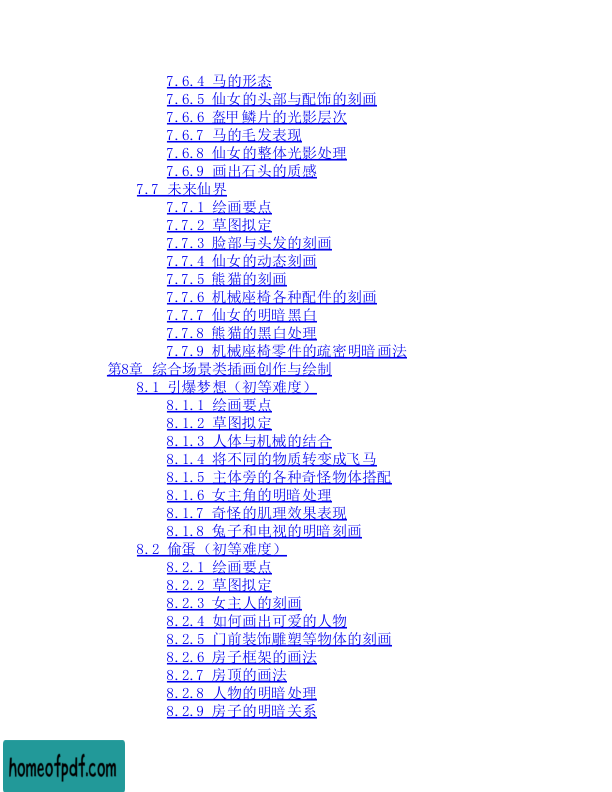 7.6.4 马的形态
7.6.5 仙女的头部与配饰的刻画
7.6.6 盔甲鳞片的光影层次
7.6.7 马的毛发表现
7.6.8 仙女的整体光影处理
7.6.9 画出石头的质感
7.7 未来仙界
7.7.1 绘画要点
7.7.2 草图拟定
7.7.3 脸部与头发的刻画
7.7.4 仙女的动态刻画
7.7.5 熊猫的刻画
7.7.6 机械座椅各种配件的刻画
7.7.7 仙女的明暗黑白
7.7.8 熊猫的黑白处理
7.7.9 机械座椅零件的疏密明暗画法
第8章 综合场景类插画创作与绘制
8.1 引爆梦想（初等难度）
8.1.1 绘画要点
8.1.2 草图拟定
8.1.3 人体与机械的结合
8.1.4 将不同的物质转变成飞马
8.1.5 主体旁的各种奇怪物体搭配
8.1.6 女主角的明暗处理
8.1.7 奇怪的肌理效果表现
8.1.8 兔子和电视的明暗刻画
8.2 偷蛋（初等难度）
8.2.1 绘画要点
8.2.2 草图拟定
8.2.3 女主人的刻画
8.2.4 如何画出可爱的人物
8.2.5 门前装饰雕塑等物体的刻画
8.2.6 房子框架的画法
8.2.7 房顶的画法
8.2.8 人物的明暗处理
8.2.9 房子的明暗关系
homeofpdf.com